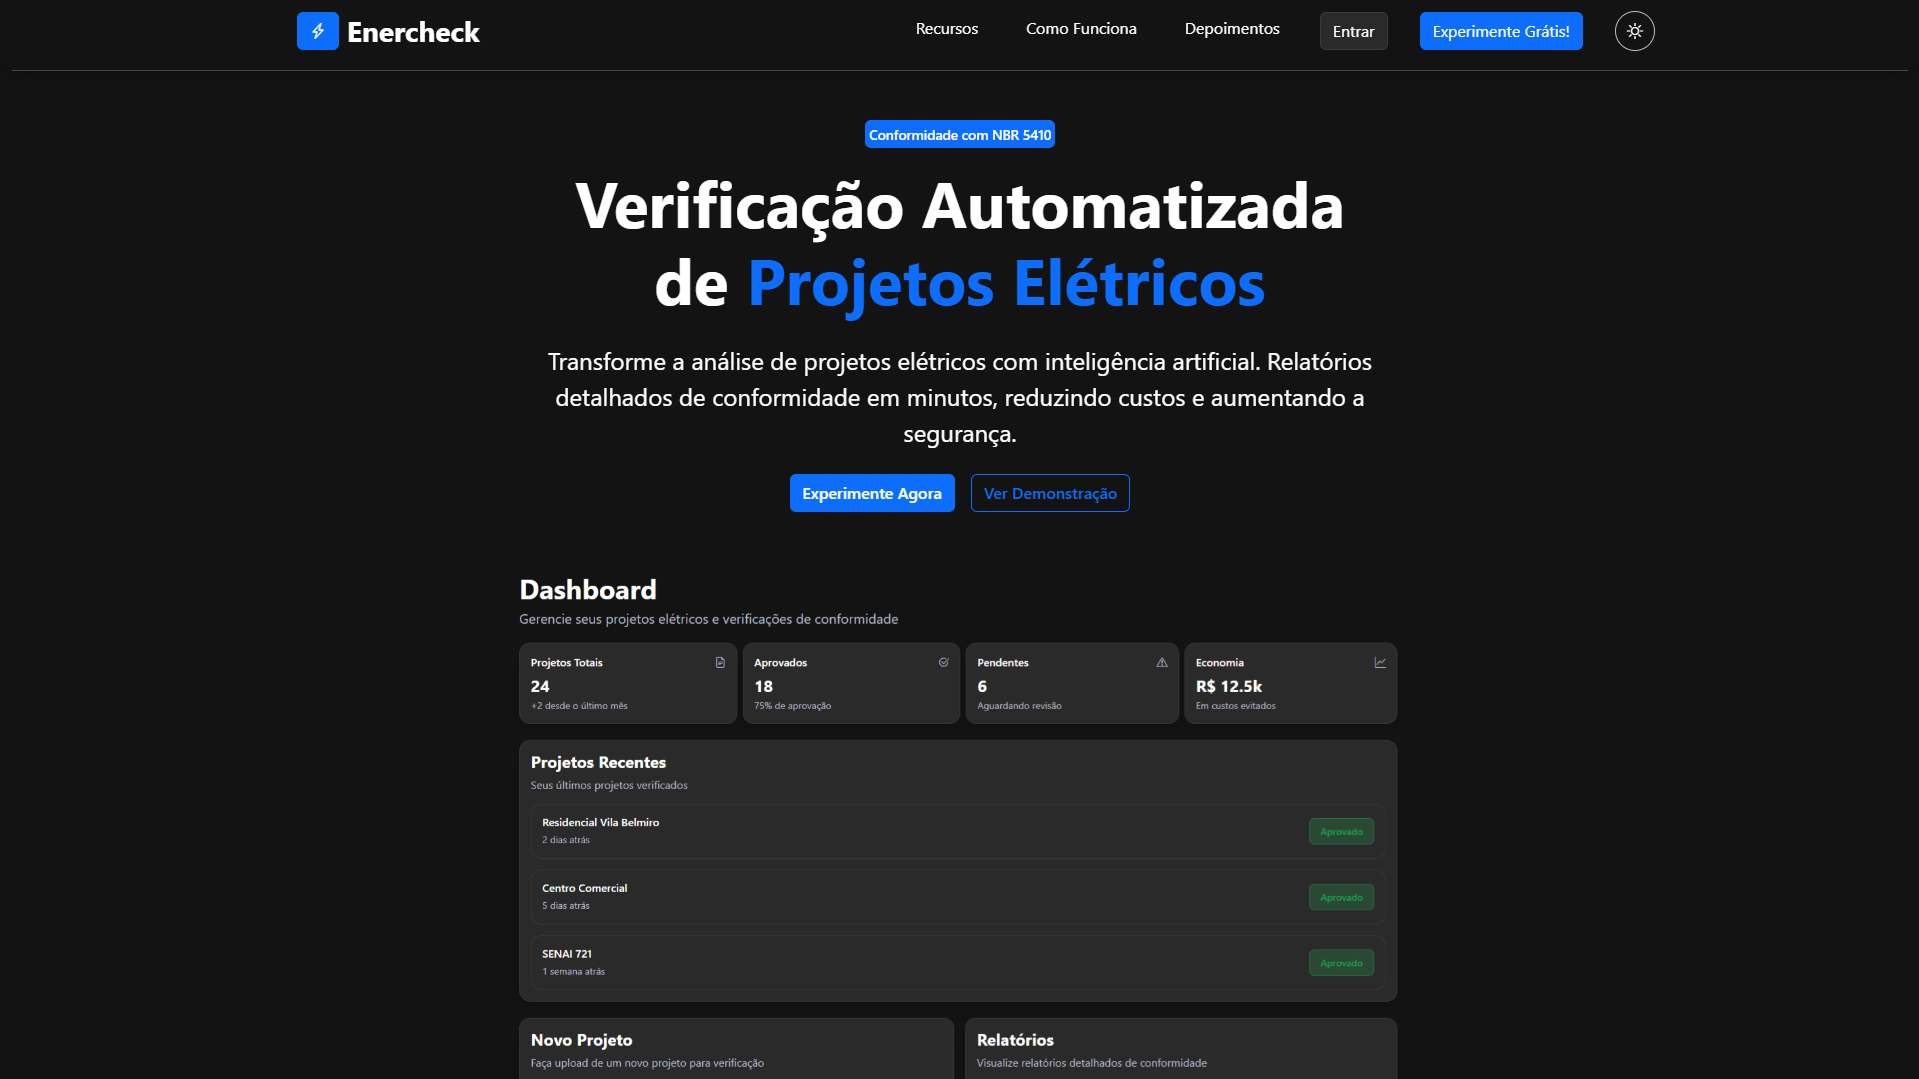 Enercheck
Recursos
Como Funciona
Depoimentos
Entrar
Experimente Grátis!
Conformidade com NBR 5410
Verificação Automatizada
de Projetos Elétricos
Transforme a análise de projetos elétricos com inteligência artificial. Relatórios
detalhados de conformidade em minutos, reduzindo custos e aumentando a
segurança.
Experimente Agora
Ver Demonstração
Dashboard
Gerencie seus projetos elétricos e verificações de conformidade
Projetos Totais
24
+2 desde o último mês
Aprovados
18
75% de aprovação
Pendentes
6
Aguardando revisão
Economia
R$ 12.5k
Em custos evitados
Projetos Recentes
Seus últimos projetos verificados
Residencial Vila Belmiro
2 dias atrás
Aprovado
Centro Comercial
5 dias atrás
Aprovado
SENAI 721
1 semana atrás
Aprovado
Novo Projeto
Faça upload de um novo projeto para verificação
Relatórios
Visualize relatórios detalhados de conformidade